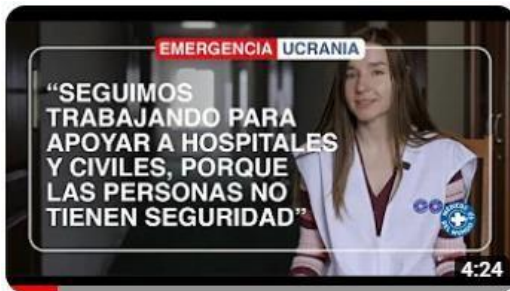 EMERGENCIA UCRANIA
“SEGUIMOS
TRABAJANDO PARA
APOYAR A HOSPITALES
Y CIVILES, PORQUE
LAS PERSONAS NO
TIENEN SEGURIDAD”
4:24